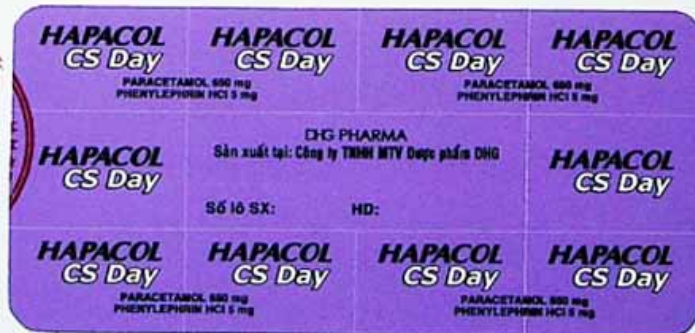 HAPACOL HAPACOL HAPACOL HAPACOL
CS Day CS Day CS Day CS Day
PARACETAMOL 650 mg PARACETAMOL 650 mg
PHENYLEPHRIN HCl 5 mg PHENYLEPHRIN HCl 5 mg
DHG PHARMA
Sản xuất tại: Công ty TNHH MTV Dược phẩm DHG
HAPACOL HAPACOL
CS Day CS Day
Số lô SX: HD:
HAPACOL HAPACOL HAPACOL HAPACOL
CS Day CS Day CS Day CS Day
PARACETAMOL 650 mg PARACETAMOL 650 mg
PHENYLEPHRIN HCl 5 mg PHENYLEPHRIN HCl 5 mg